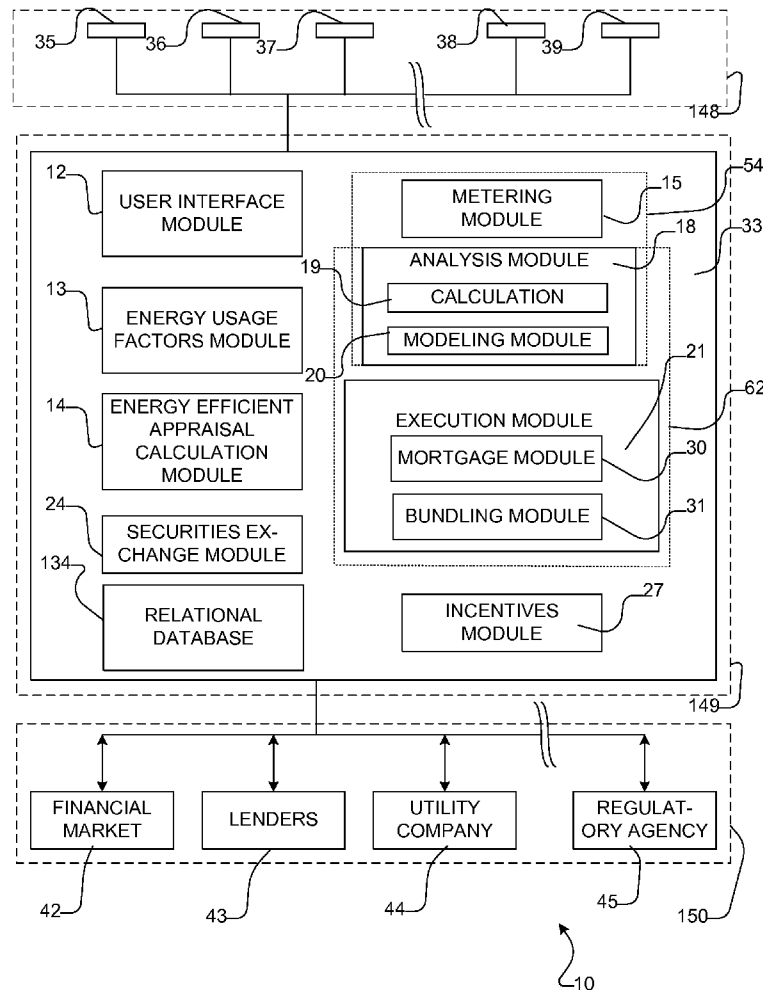 35
36
37
38
39
148
12
USER INTERFACE
MODULE
METERING
MODULE
15
54
18
33
ANALYSIS MODULE
19
CALCULATION
13
ENERGY USAGE
FACTORS MODULE
MODELING MODULE
20
21
62
14
ENERGY EFFICIENT
APPRAISAL
CALCULATION
MODULE
EXECUTION MODULE
MORTGAGE MODULE
30
24
SECURITIES EX-
CHANGE MODULE
BUNDLING MODULE
31
134
RELATIONAL
DATABASE
INCENTIVES
MODULE
27
149
FINANCIAL
MARKET
LENDERS
UTILITY
COMPANY
REGULAT-
ORY AGENCY
42
43
44
45
150
10